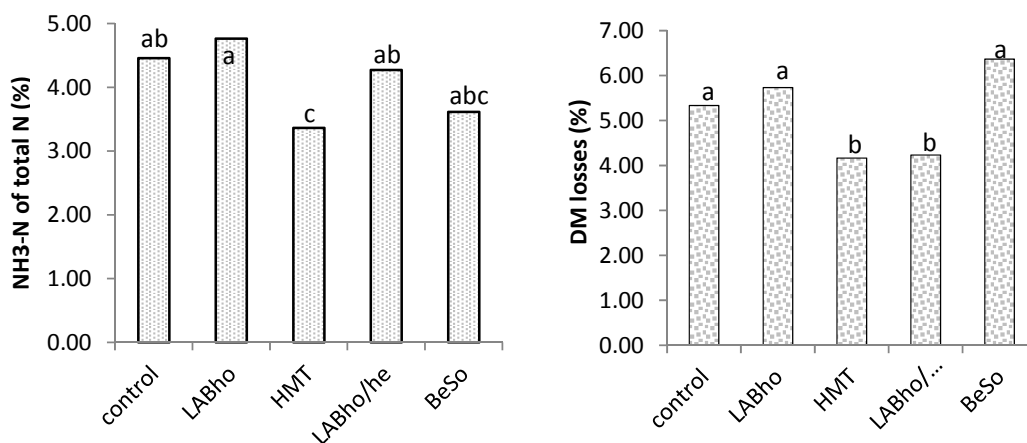 NH3-N of total N (%)
5.00
4.00
3.00
2.00
1.00
0.00
ab
a
c
ab
abc
control
LABho
HMT
LABho/he
BeSo
DM losses (%)
7.00
6.00
5.00
4.00
3.00
2.00
1.00
0.00
a
a
b
b
a
control
LABho
HMT
LABho/...
BeSo